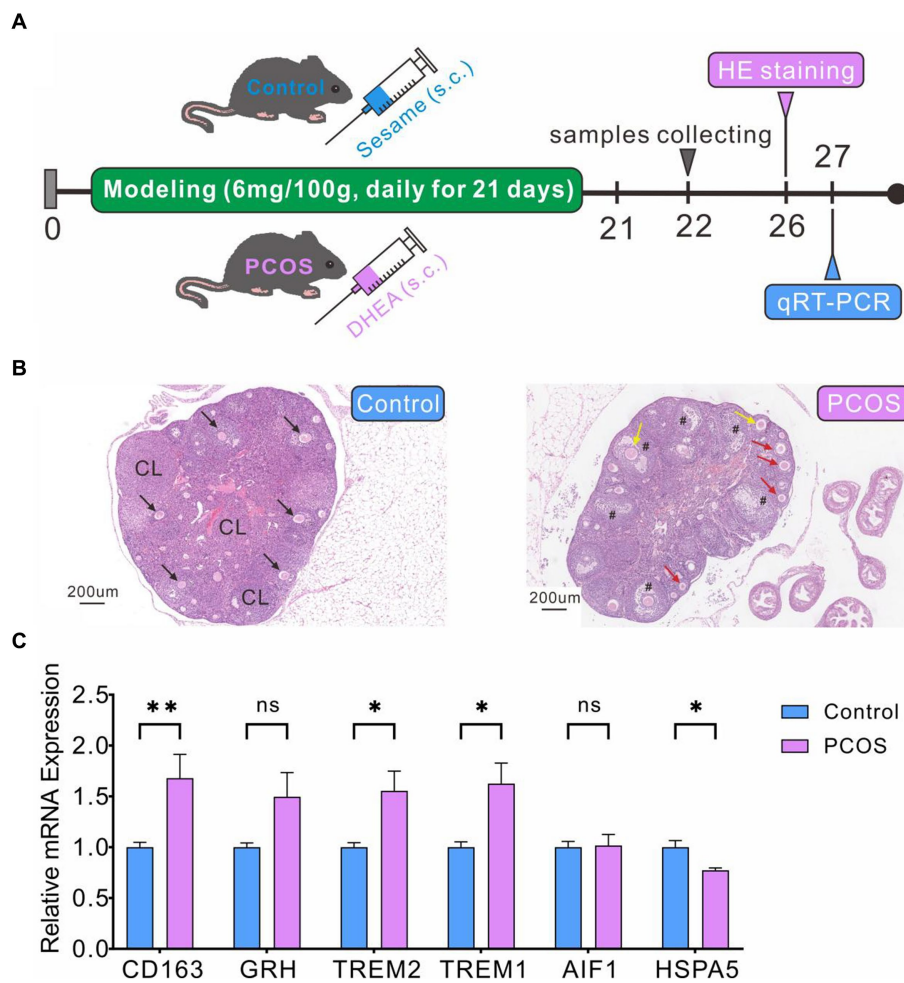 A
Control
Sesame (s.c.)
HE staining
samples collecting
27
Modeling (6mg/100g, daily for 21 days)
0
21
22
26
PCOS
DHEA (s.c.)
qRT-PCR
B
Control
PCOS
CL
CL
CL
200um
#
#
#
#
#
#
#
200um
C
Relative mRNA Expression
2.5
2.0
1.5
1.0
0.5
0.0
**
ns
*
*
ns
*
Control
PCOS
CD163
GRH
TREM2
TREM1
AIF1
HSPA5